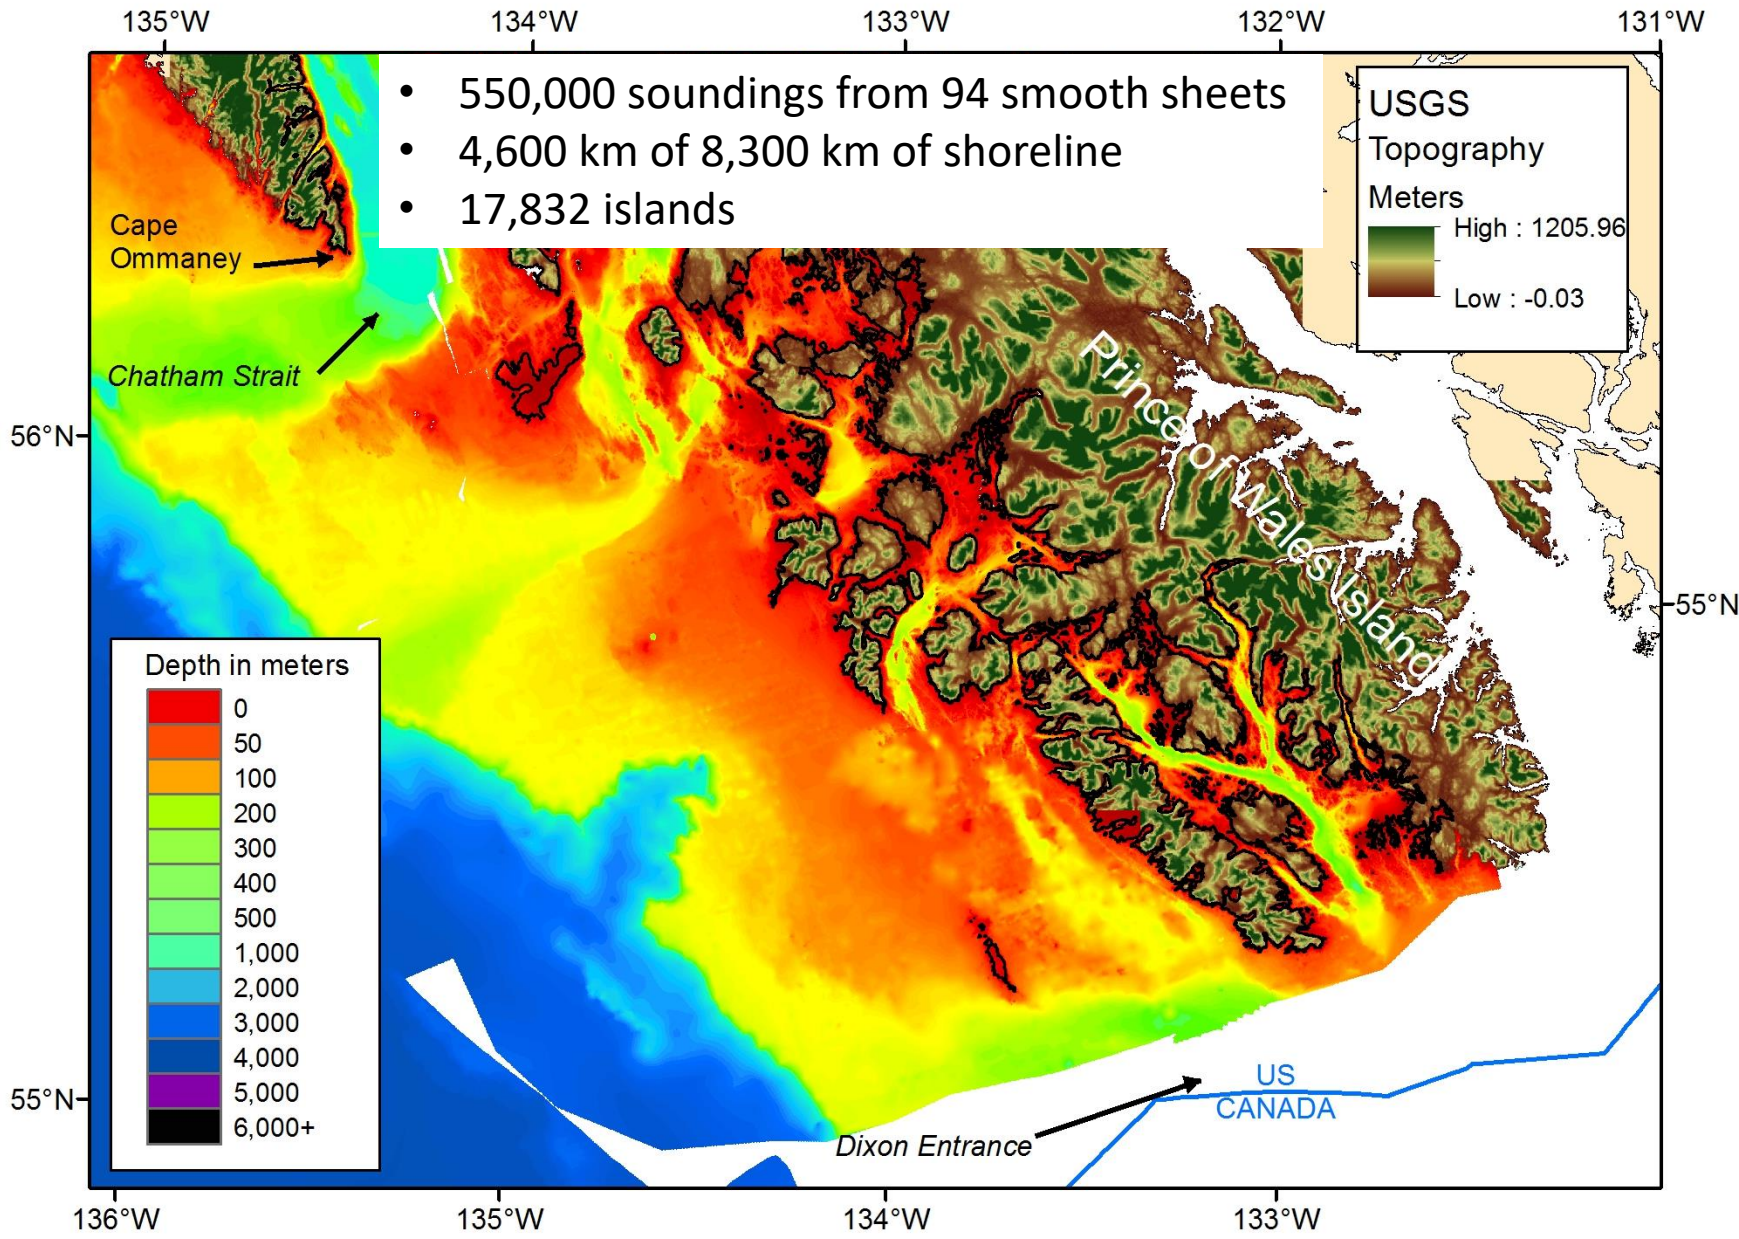 135°W 134°W 133°W 132°W 131°W
• 550,000 soundings from 94 smooth sheets
• 4,600 km of 8,300 km of shoreline
• 17,832 islands
USGS
Topography
Meters
High : 1205.96
Low : -0.03
Cape
Ommaney
Chatham Strait
Prince of Wales Island
56°N
55°N
Depth in meters
0
50
100
200
300
400
500
1,000
2,000
3,000
4,000
5,000
6,000+
55°N
US
CANADA
Dixon Entrance
136°W 135°W 134°W 133°W